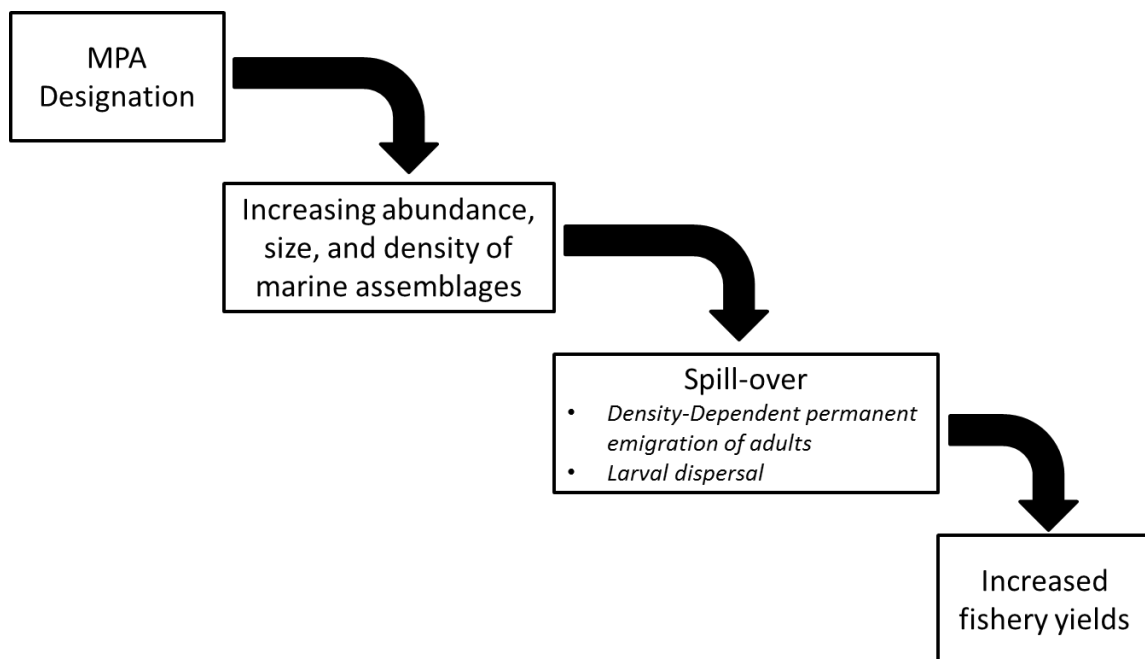 MPA
Designation
Increasing abundance,
size, and density of
marine assemblages
Spill-over
• Density-Dependent permanent
emigration of adults
• Larval dispersal
Increased
fishery yields